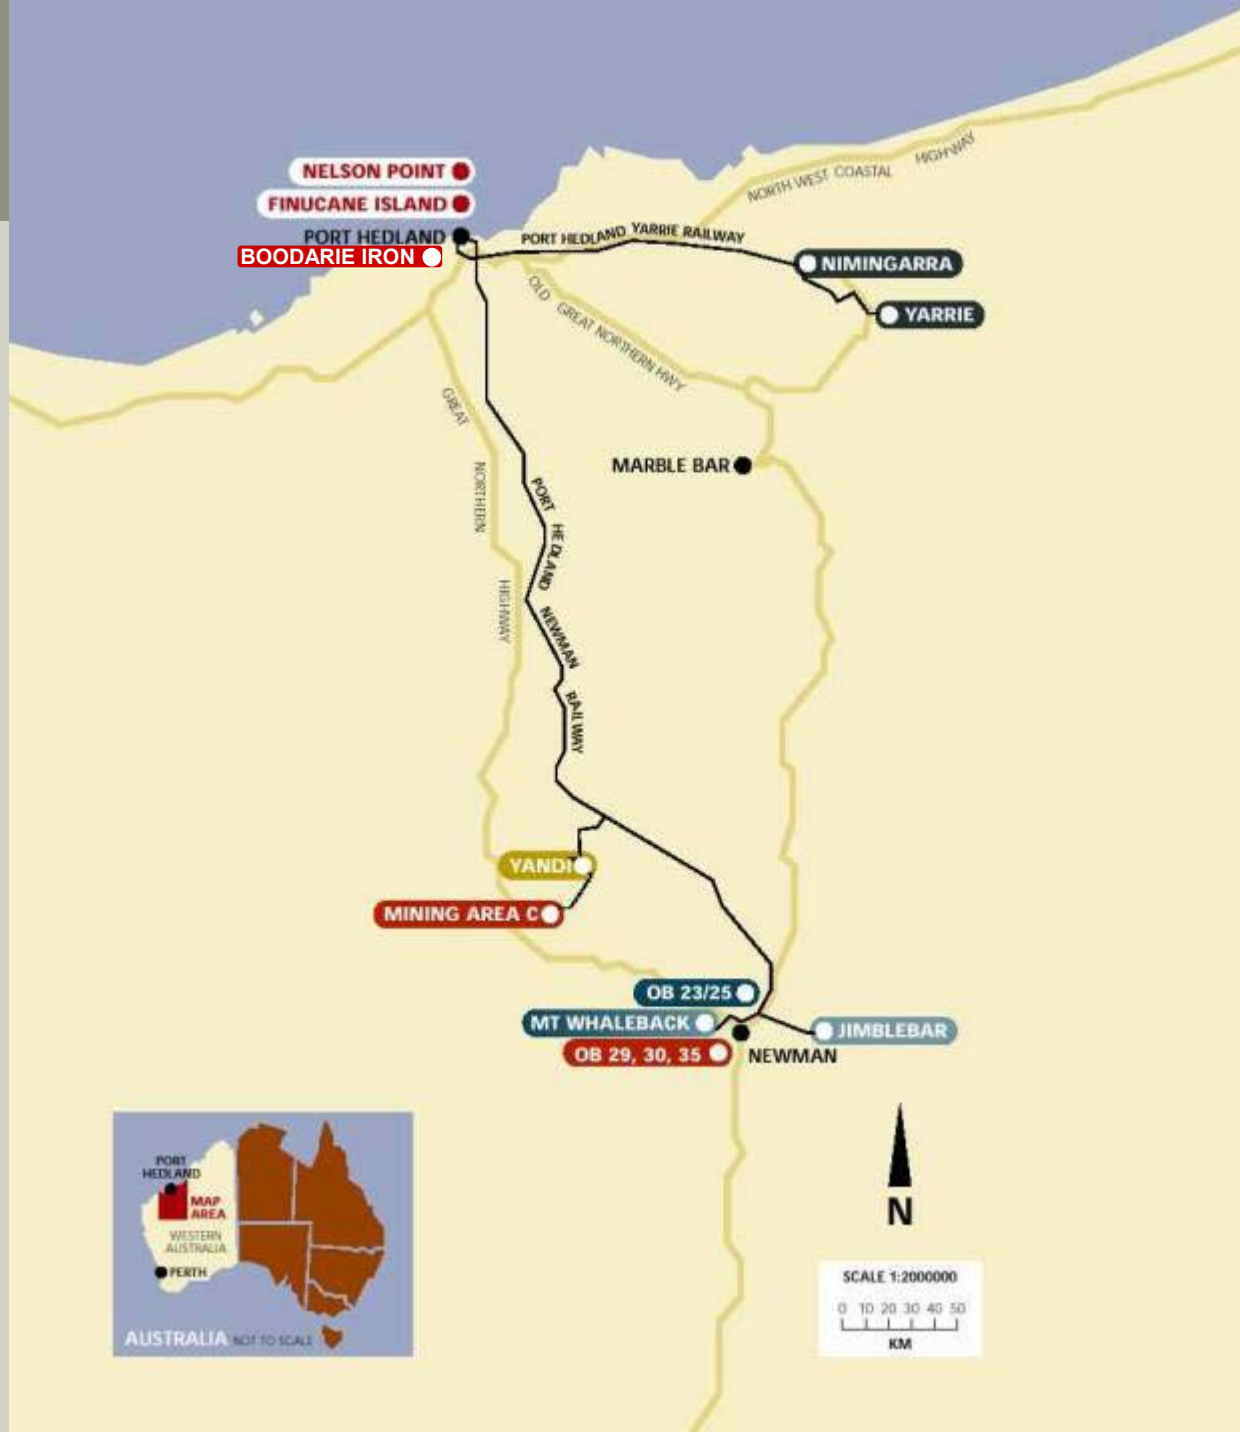 NELSON POINT
FINUCANE ISLAND
PORT HEDLAND
BOODARIE IRON
PORT HEDLAND YARRIE RAILWAY
NORTH WEST COASTAL HIGHWAY
NIMINGARRA
YARRIE
OLD GREAT NORTHERN HWY
GREAT NORTHERN HIGHWAY
MARBLE BAR
PORT HEDLAND NEWMAN RAILWAY
YANDI
MINING AREA C
OB 23/25
MT WHALEBACK
JIMBLEBAR
OB 29, 30, 35
NEWMAN
PORT
HEDLAND
MAP
AREA
WESTERN
AUSTRALIA
PERTH
AUSTRALIA NOT TO SCALE
N
SCALE 1:2000000
0 10 20 30 40 50
KM